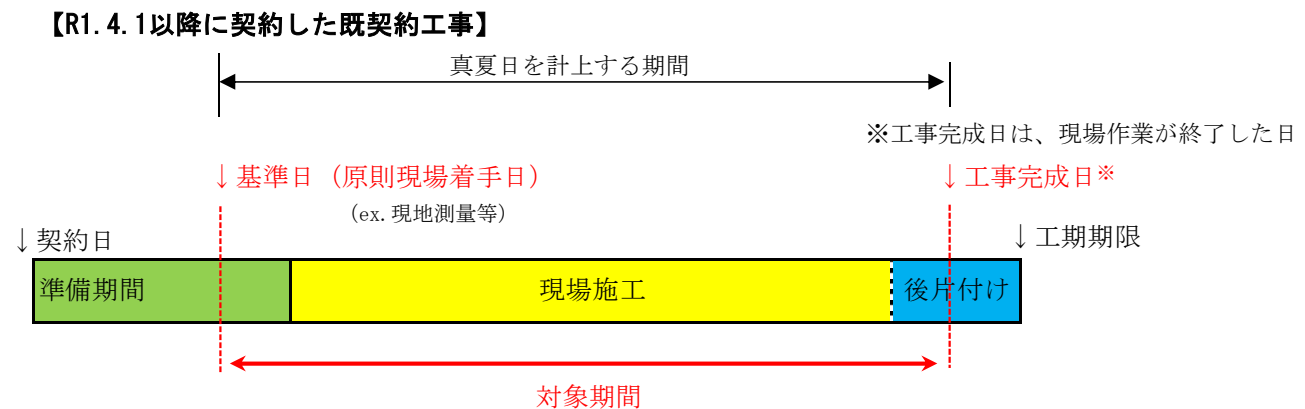 【R1.4.1以降に契約した既契約工事】
真夏日を計上する期間
※工事完成日は、現場作業が終了した日
↓基準日（原則現場着手日）
↓工事完成日※
（ex.現地測量等）
↓契約日
↓工期期限
準備期間
現場施工
後片付け
対象期間